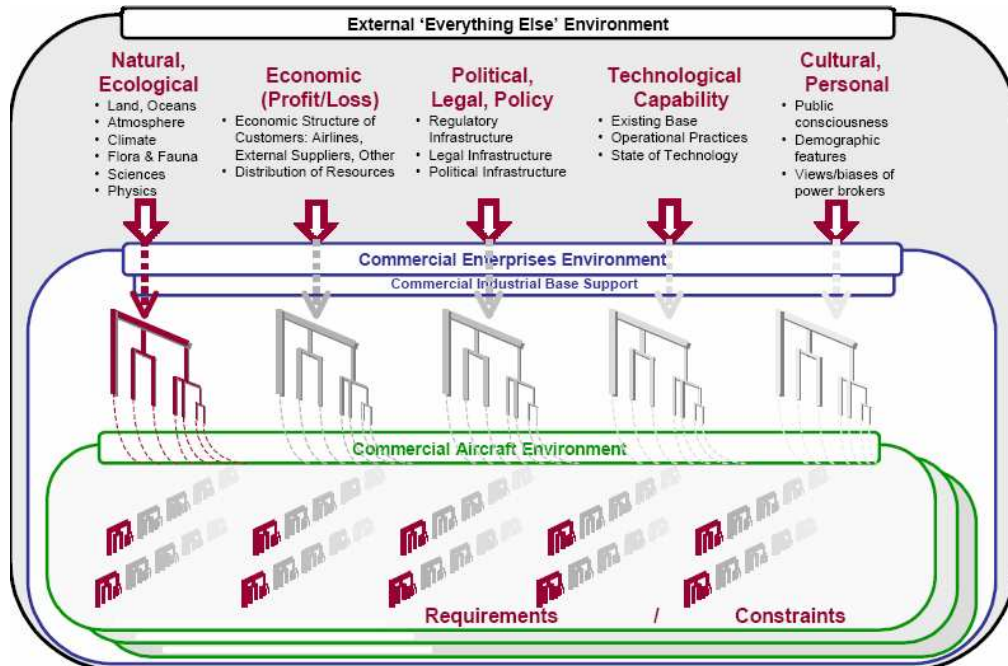 External ‘Everything Else’ Environment
Natural,
Ecological
• Land, Oceans
• Atmosphere
• Climate
• Flora & Fauna
• Sciences
• Physics
Economic
(Profit/Loss)
• Economic Structure of
Customers: Airlines,
External Suppliers, Other
• Distribution of Resources
Political,
Legal, Policy
• Regulatory
Infrastructure
• Legal Infrastructure
• Political Infrastructure
Technological
Capability
• Existing Base
• Operational Practices
• State of Technology
Cultural,
Personal
• Public
consciousness
• Demographic
features
• Views/biases of
power brokers
Commercial Enterprises Environment
Commercial Industrial Base Support
Commercial Aircraft Environment
Requirements / Constraints